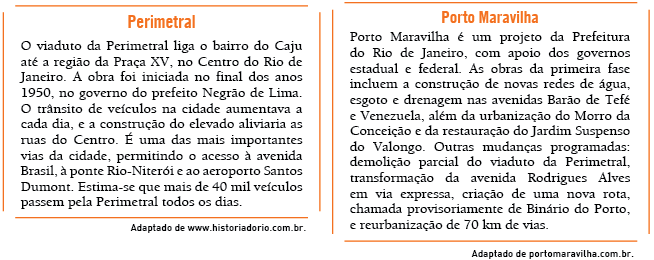 Perimetral
O viaduto da Perimetral liga o bairro do Caju
até a região da Praça XV, no Centro do Rio de
Janeiro. A obra foi iniciada no final dos anos
1950, no governo do prefeito Negrão de Lima.
O trânsito de veículos na cidade aumentava a
cada dia, e a construção do elevado aliviaria as
ruas do Centro. É uma das mais importantes
vias da cidade, permitindo o acesso à avenida
Brasil, à ponte Rio-Niterói e ao aeroporto Santos
Dumont. Estima-se que mais de 40 mil veículos
passem pela Perimetral todos os dias.
Adaptado de www.historiadorio.com.br.
Porto Maravilha
Porto Maravilha é um projeto da Prefeitura
do Rio de Janeiro, com apoio dos governos
estadual e federal. As obras da primeira fase
incluem a construção de novas redes de água,
esgoto e drenagem nas avenidas Barão de Tefé
e Venezuela, além da urbanização do Morro da
Conceição e da restauração do Jardim Suspenso
do Valongo. Outras mudanças programadas:
demolição parcial do viaduto da Perimetral,
transformação da avenida Rodrigues Alves
em via expressa, criação de uma nova rota,
chamada provisoriamente de Binário do Porto,
e reurbanização de 70 km de vias.
Adaptado de portomaravilha.com.br.